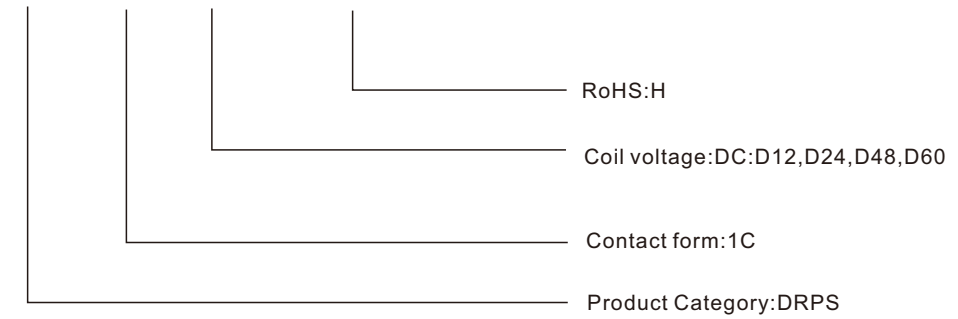 RoHS:H
Coil voltage:DC:D12,D24,D48,D60
Contact form:1C
Product Category:DRPS